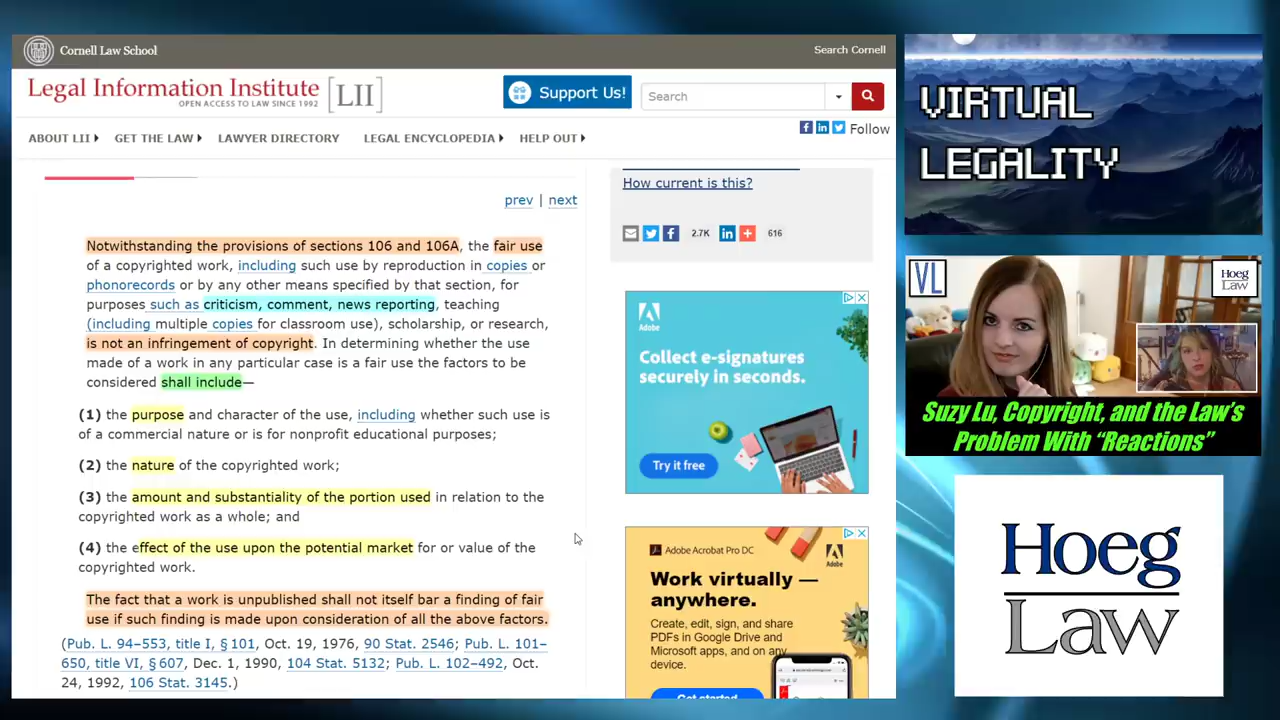 Cornell Law School
Search Cornell
Legal Information Institute [LII]
OPEN ACCESS TO LAW SINCE 1992
Support Us!
Search
ABOUT LII
GET THE LAW
LAWYER DIRECTORY
LEGAL ENCYCLOPEDIA
HELP OUT
Follow
prev | next
Notwithstanding the provisions of sections 106 and 106A, the fair use
of a copyrighted work, including such use by reproduction in copies or
phonorecords or by any other means specified by that section, for
purposes such as criticism, comment, news reporting, teaching
(including multiple copies for classroom use), scholarship, or research,
is not an infringement of copyright. In determining whether the use
made of a work in any particular case is a fair use the factors to be
considered shall include—
(1) the purpose and character of the use, including whether such use is
of a commercial nature or is for nonprofit educational purposes;
(2) the nature of the copyrighted work;
(3) the amount and substantiality of the portion used in relation to the
copyrighted work as a whole; and
(4) the effect of the use upon the potential market for or value of the
copyrighted work.
The fact that a work is unpublished shall not itself bar a finding of fair
use if such finding is made upon consideration of all the above factors.
(Pub. L. 94–553, title I, § 101, Oct. 19, 1976, 90 Stat. 2546; Pub. L. 101–
650, title VI, § 607, Dec. 1, 1990, 104 Stat. 5132; Pub. L. 102–492, Oct.
24, 1992, 106 Stat. 3145.)
How current is this?
2.7K
616
Adobe
Collect e-signatures
securely in seconds.
Try it free
Adobe Acrobat Pro DC
Adobe
Work virtually —
anywhere.
Create, edit, sign, and share
PDFs in Google Drive and
Microsoft apps, and on any
device.
Get started
VIRTUAL
LEGALITY
VL
Hoeg
Law
Suzy Lu, Copyright, and the Law's
Problem With "Reactions"
Hoeg
Law